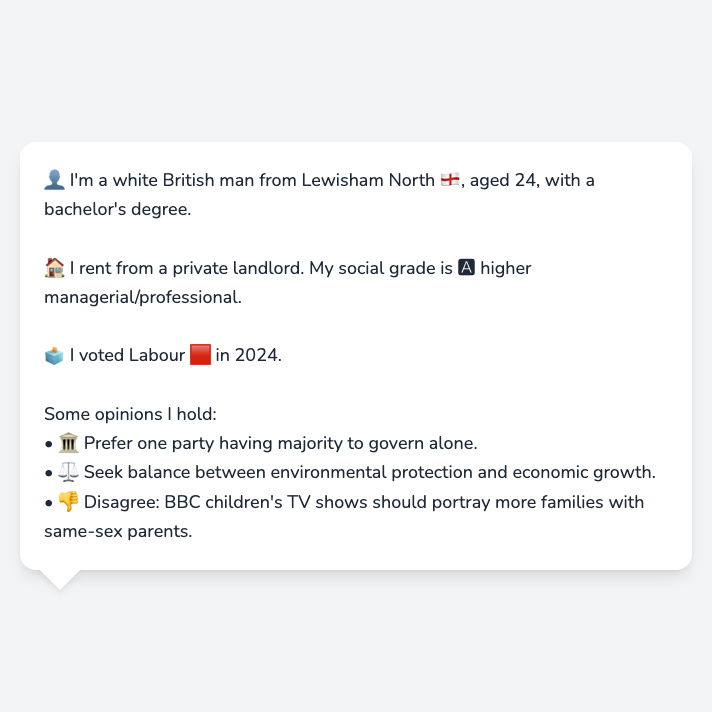 👤 I'm a white British man from Lewisham North 🏴󠁧󠁢󠁥󠁮󠁧󠁿, aged 24, with a
bachelor's degree.
🏠 I rent from a private landlord. My social grade is 🅰 higher
managerial/professional.
🗳️ I voted Labour 🟥 in 2024.
Some opinions I hold:
• 🏛️ Prefer one party having majority to govern alone.
• ⚖️ Seek balance between environmental protection and economic growth.
• 👎 Disagree: BBC children's TV shows should portray more families with
same-sex parents.